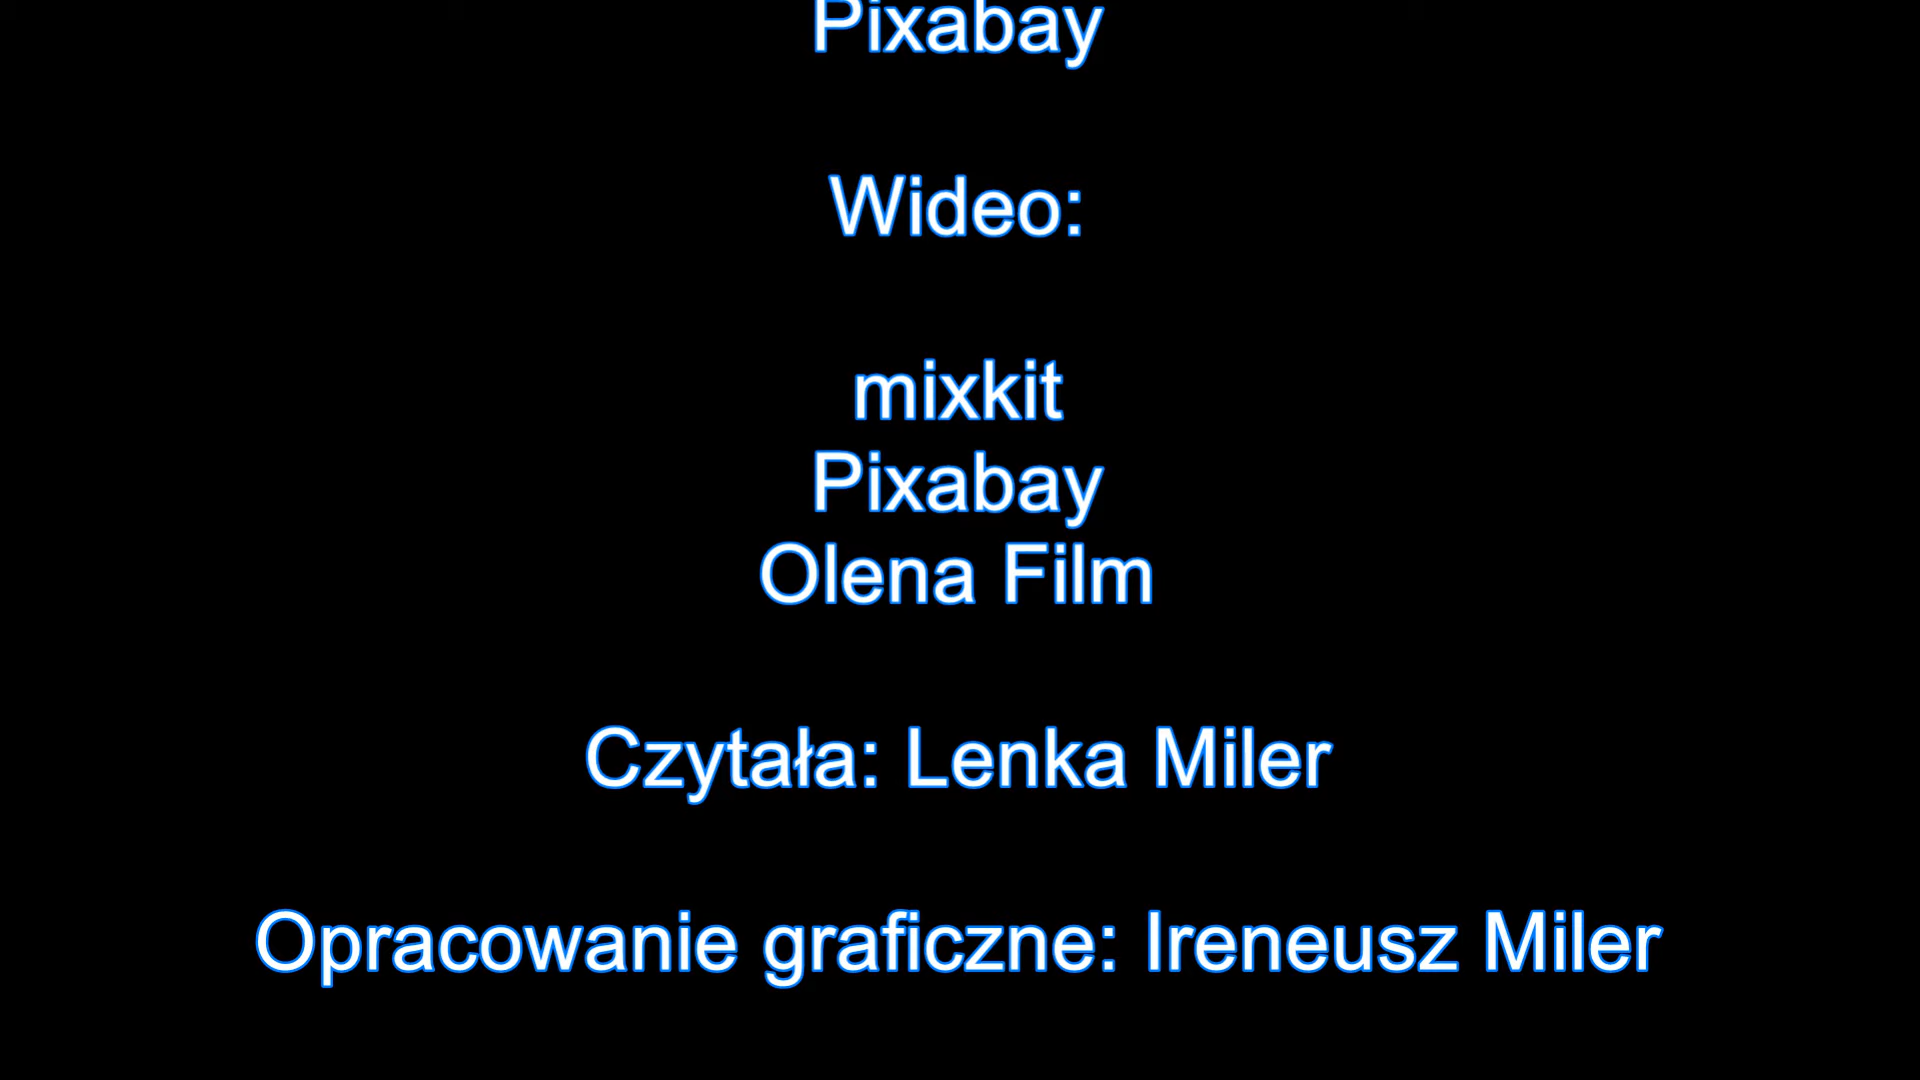 Pixabay
Wideo:
mixkit
Pixabay
Olena Film
Czytała: Lenka Miler
Opracowanie graficzne: Ireneusz Miler